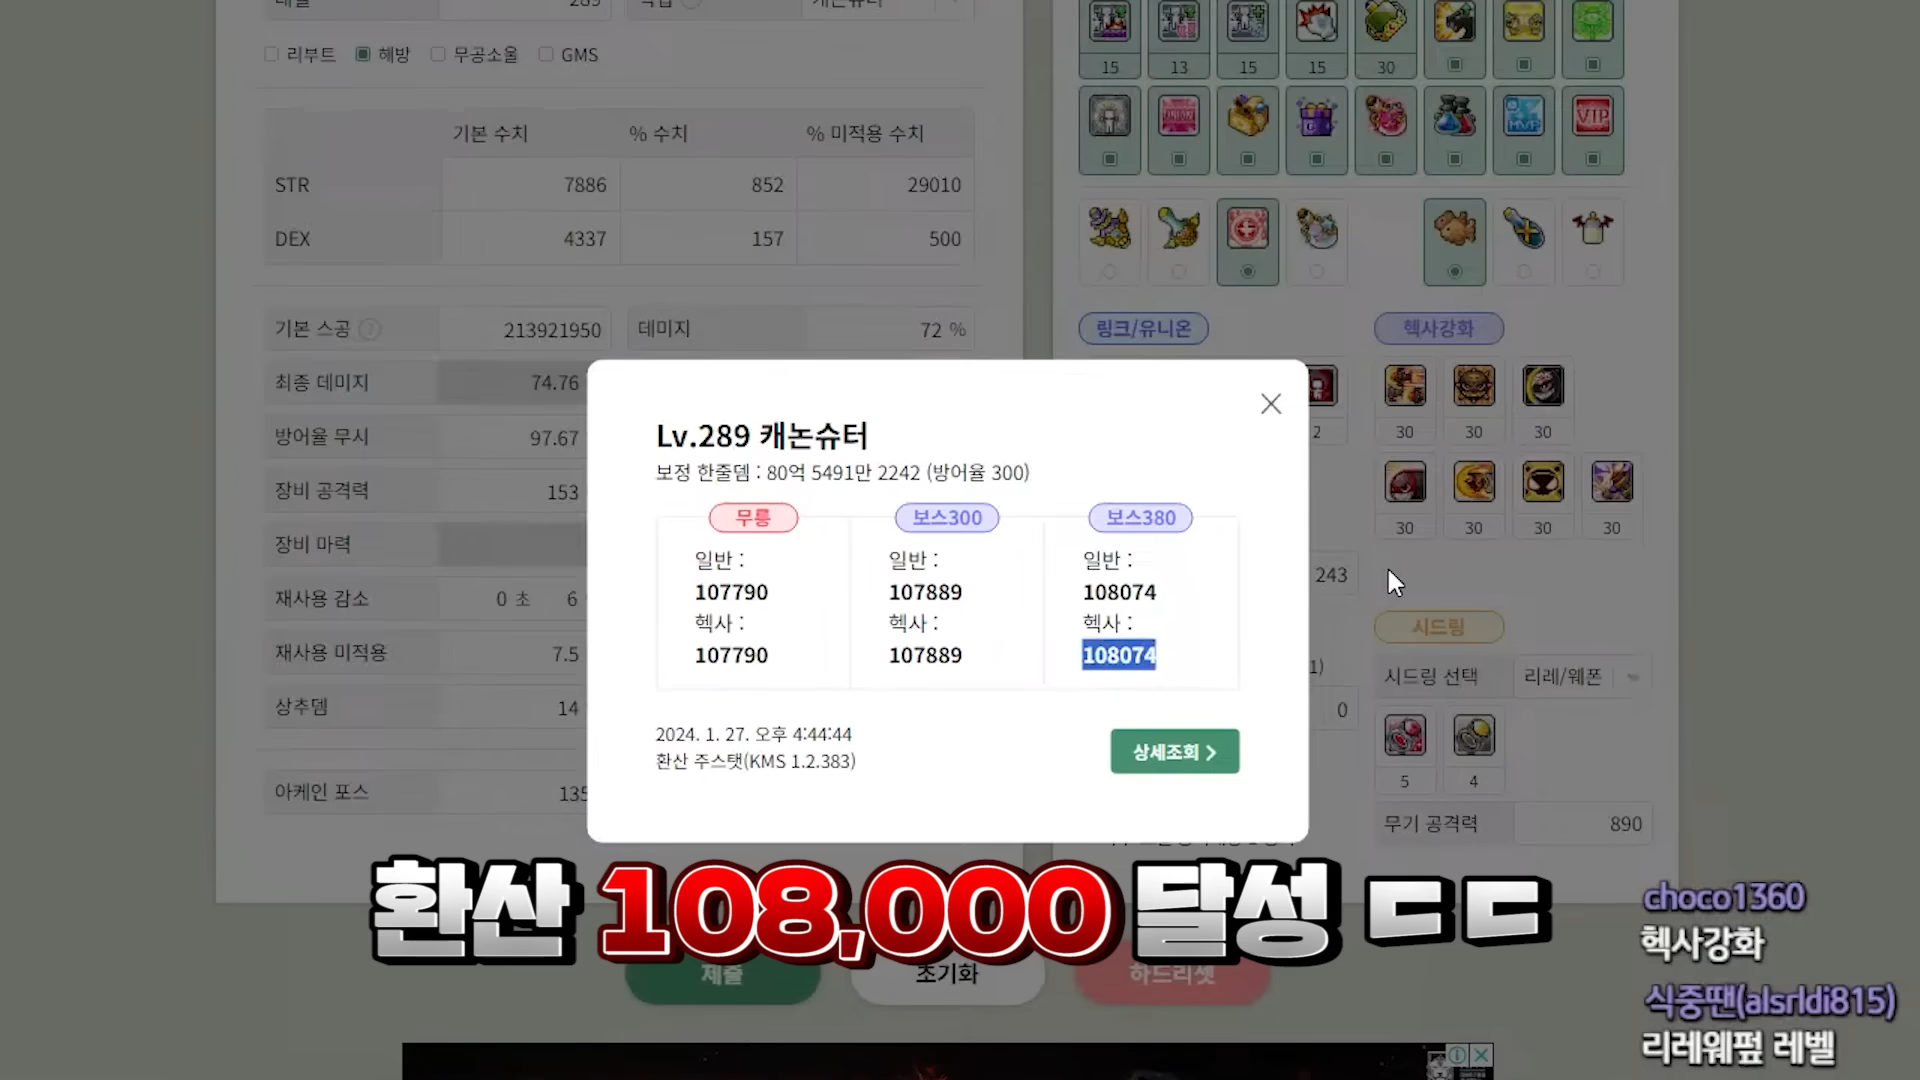 289
리부트 해방 무공소울 GMS
15 13 15 15 30
기본 수치 % 수치 % 미적용 수치
STR 7886 852 29010
DEX 4337 157 500
MVP VIP
기본 스공 ? 213921950 데미지 72 %
최종 데미지 74.76
방어율 무시 97.67
장비 공격력 153
장비 마력
재사용 감소 0 초 6
재사용 미적용 7.5
상추뎀 14
아케인 포스 135
링크/유니온 헥사강화
2 30 30 30
30 30 30 30
243
1)
0
시드링
시드링 선택 리레/웨폰
5 4
무기 공격력 890
Lv.289 캐논슈터
보정 한줄뎀 : 80억 5491만 2242 (방어율 300)
무릉 보스300 보스380
일반 : 일반 : 일반 :
107790 107889 108074
헥사 : 헥사 : 헥사 :
107790 107889 108074
2024. 1. 27. 오후 4:44:44
환산 주스탯(KMS 1.2.383)
상세조회
환산 108,000 달성 ㄷㄷ
제출 초기화 하드리셋
choco1360
헥사강화
식중땐(alsrldi815)
리레웨펖 레벨